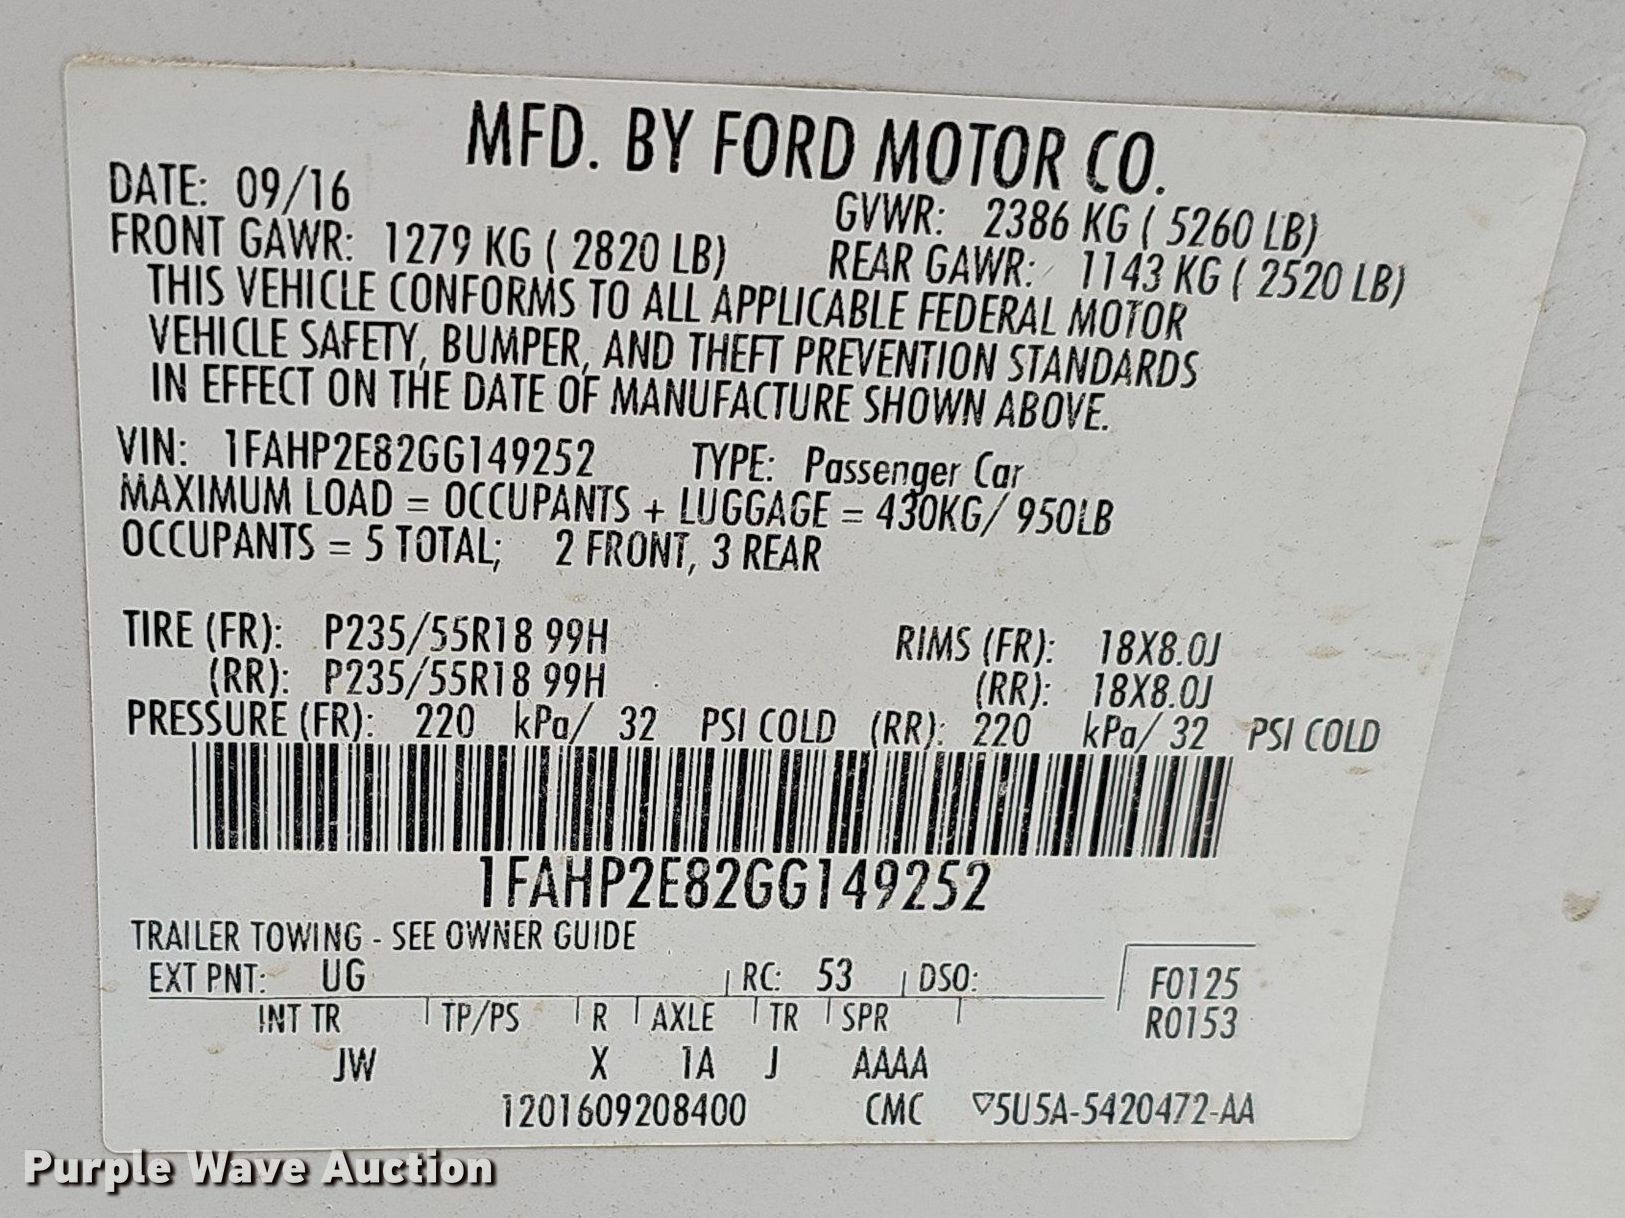 MFD. BY FORD MOTOR CO.
DATE: 09/16
GVWR: 2386 KG ( 5260 LB)
FRONT GAWR: 1279 KG ( 2820 LB)
REAR GAWR: 1143 KG ( 2520 LB)
THIS VEHICLE CONFORMS TO ALL APPLICABLE FEDERAL MOTOR
VEHICLE SAFETY, BUMPER, AND THEFT PREVENTION STANDARDS
IN EFFECT ON THE DATE OF MANUFACTURE SHOWN ABOVE.
VIN: 1FAHP2E82GG149252 TYPE: Passenger Car
MAXIMUM LOAD = OCCUPANTS + LUGGAGE = 430KG/ 950LB
OCCUPANTS = 5 TOTAL; 2 FRONT, 3 REAR
TIRE (FR): P235/55R18 99H RIMS (FR): 18X8.0J
(RR): P235/55R18 99H (RR): 18X8.0J
PRESSURE (FR): 220 kPa/ 32 PSI COLD (RR): 220 kPa/ 32 PSI COLD
1FAHP2E82GG149252
TRAILER TOWING - SEE OWNER GUIDE
EXT PNT: UG RC: 53 DSO: F0125
INT TR TP/PS R AXLE TR SPR R0153
JW X 1A J AAAA
1201609208400 CMC ▽5U5A-5420472-AA
Purple Wave Auction